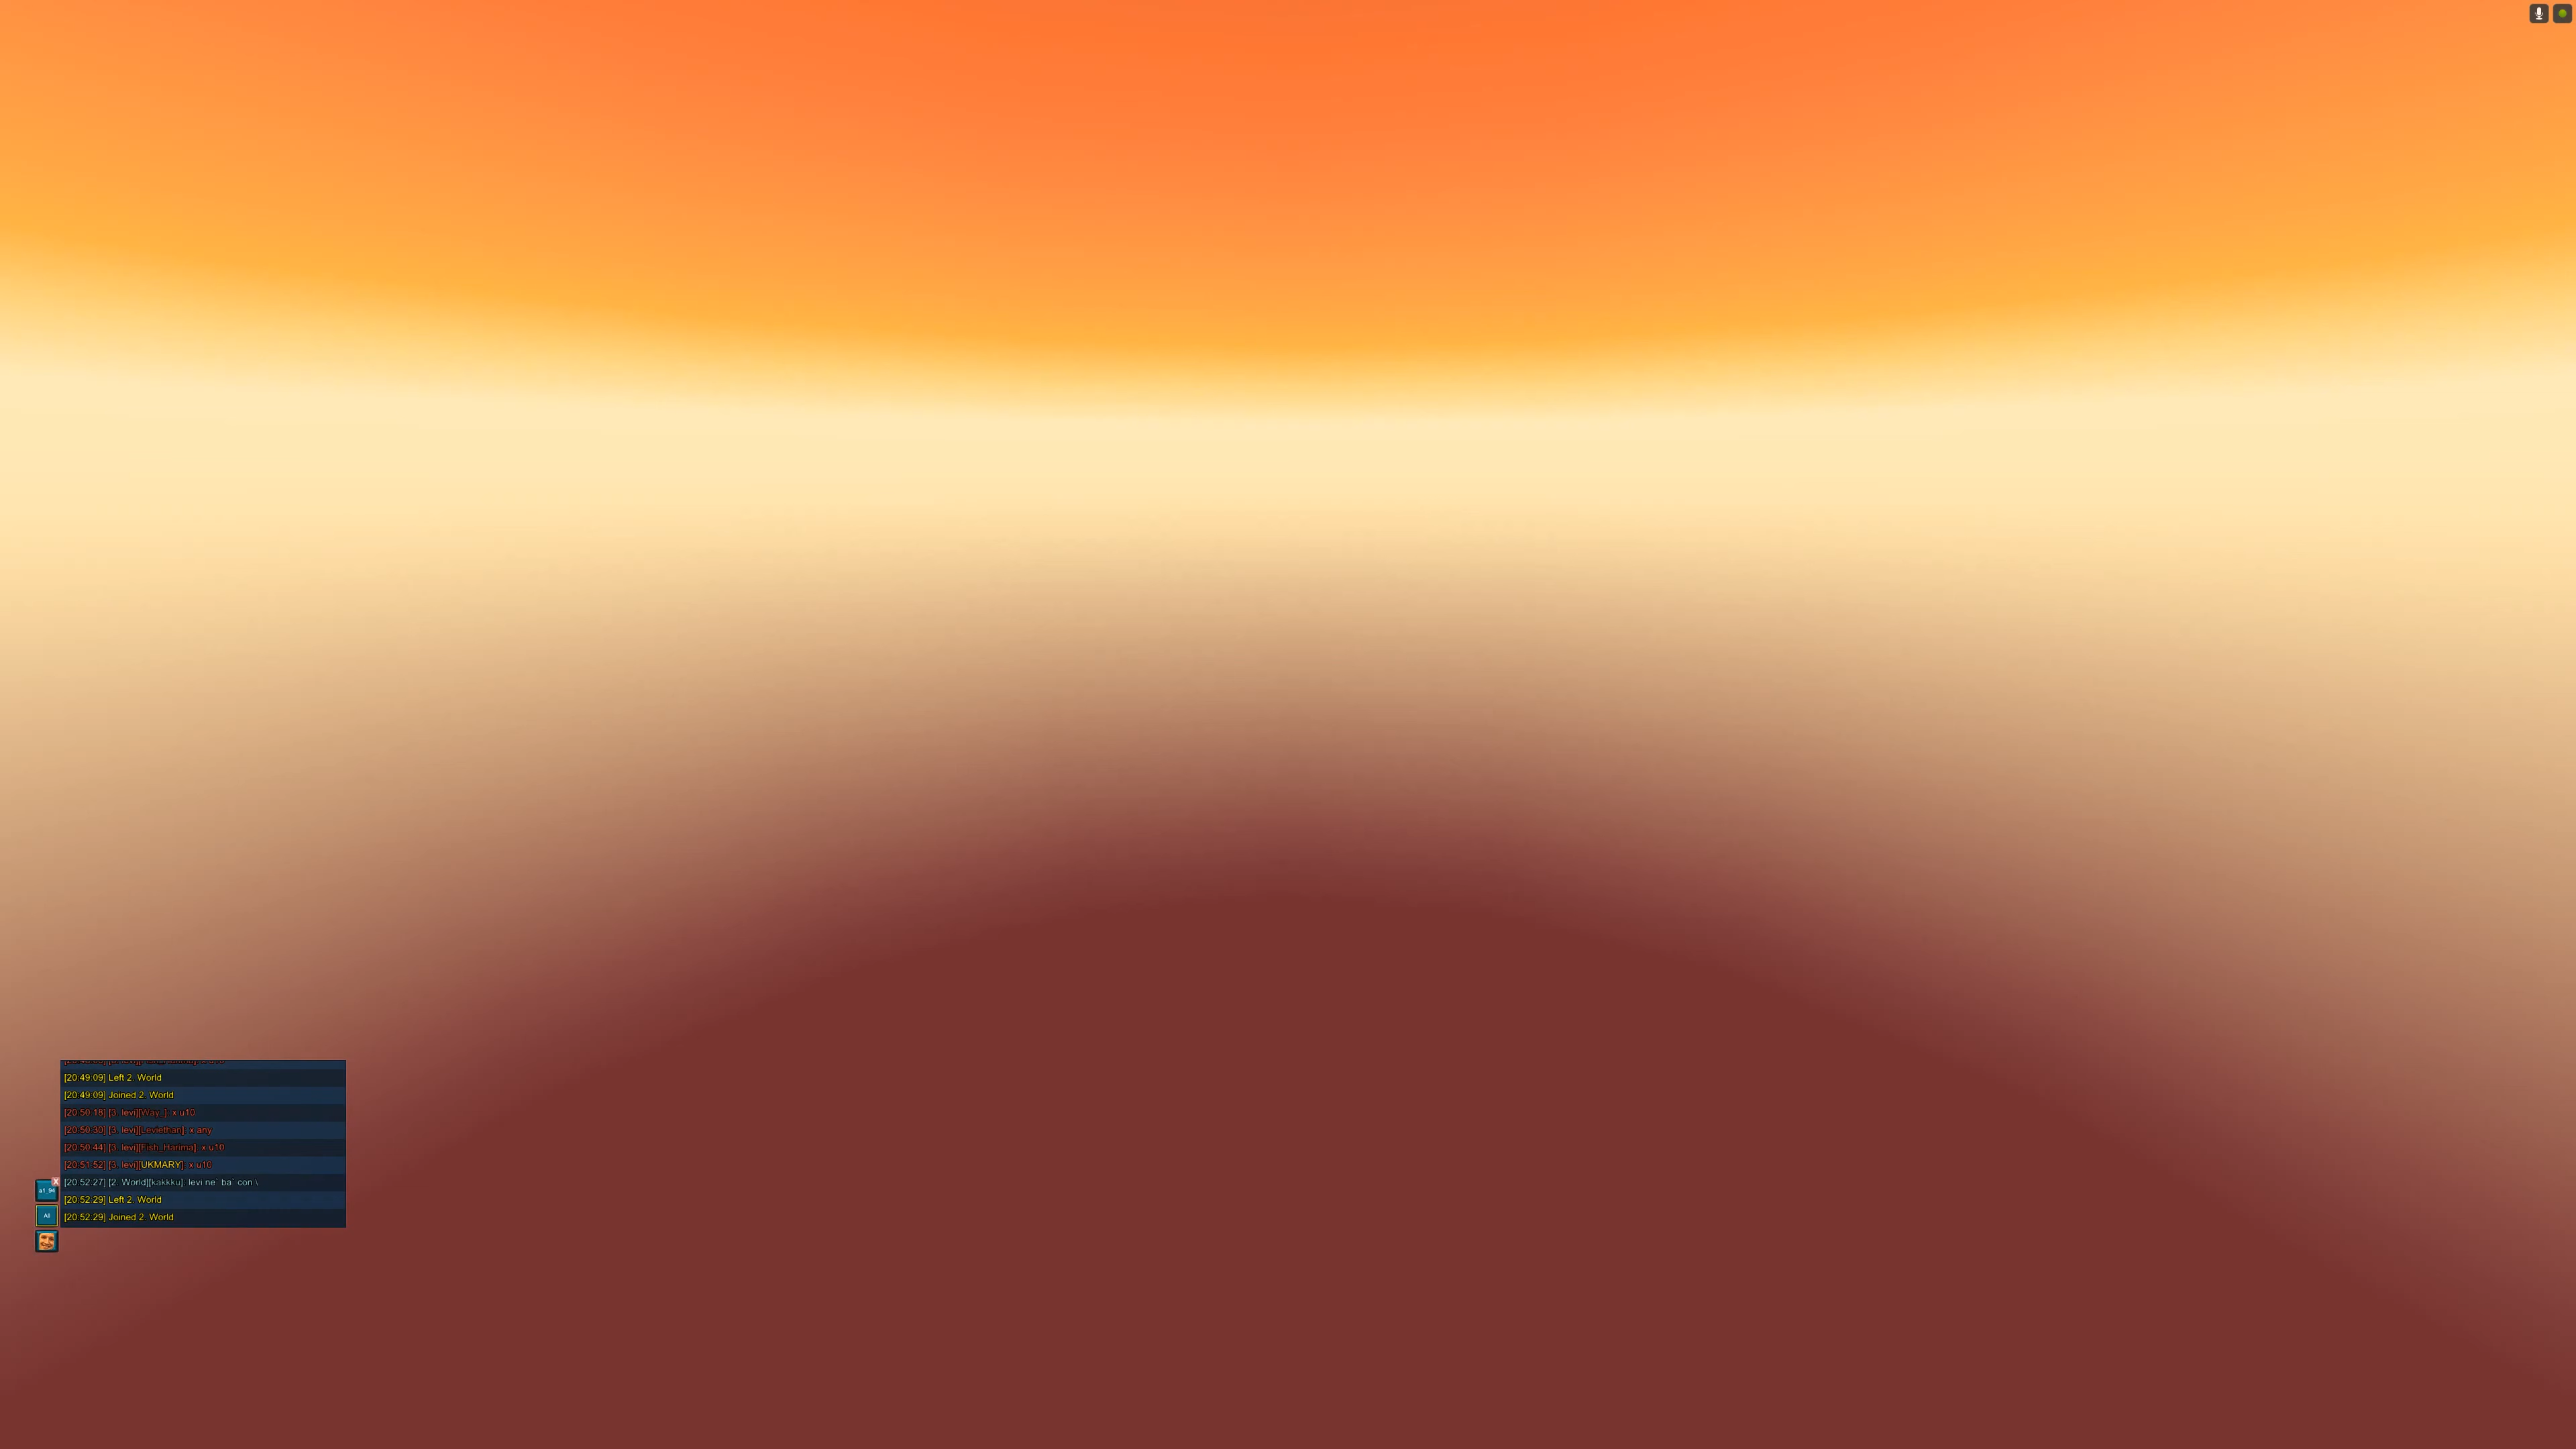 [20:49:09] Left 2. World
[20:49:09] Joined 2. World
[20:50:18] [3. levi][Way..]: x u10
[20:50:30] [3. levi][Leviethan]: x any
[20:50:44] [3. levi][Fish_Harima]: x u10
[20:51:52] [3. levi][UKMARY]: x u10
[20:52:27] [2. World][kakkku]: levi ne` ba` con \
a1_94
X
[20:52:29] Left 2. World
All
[20:52:29] Joined 2. World